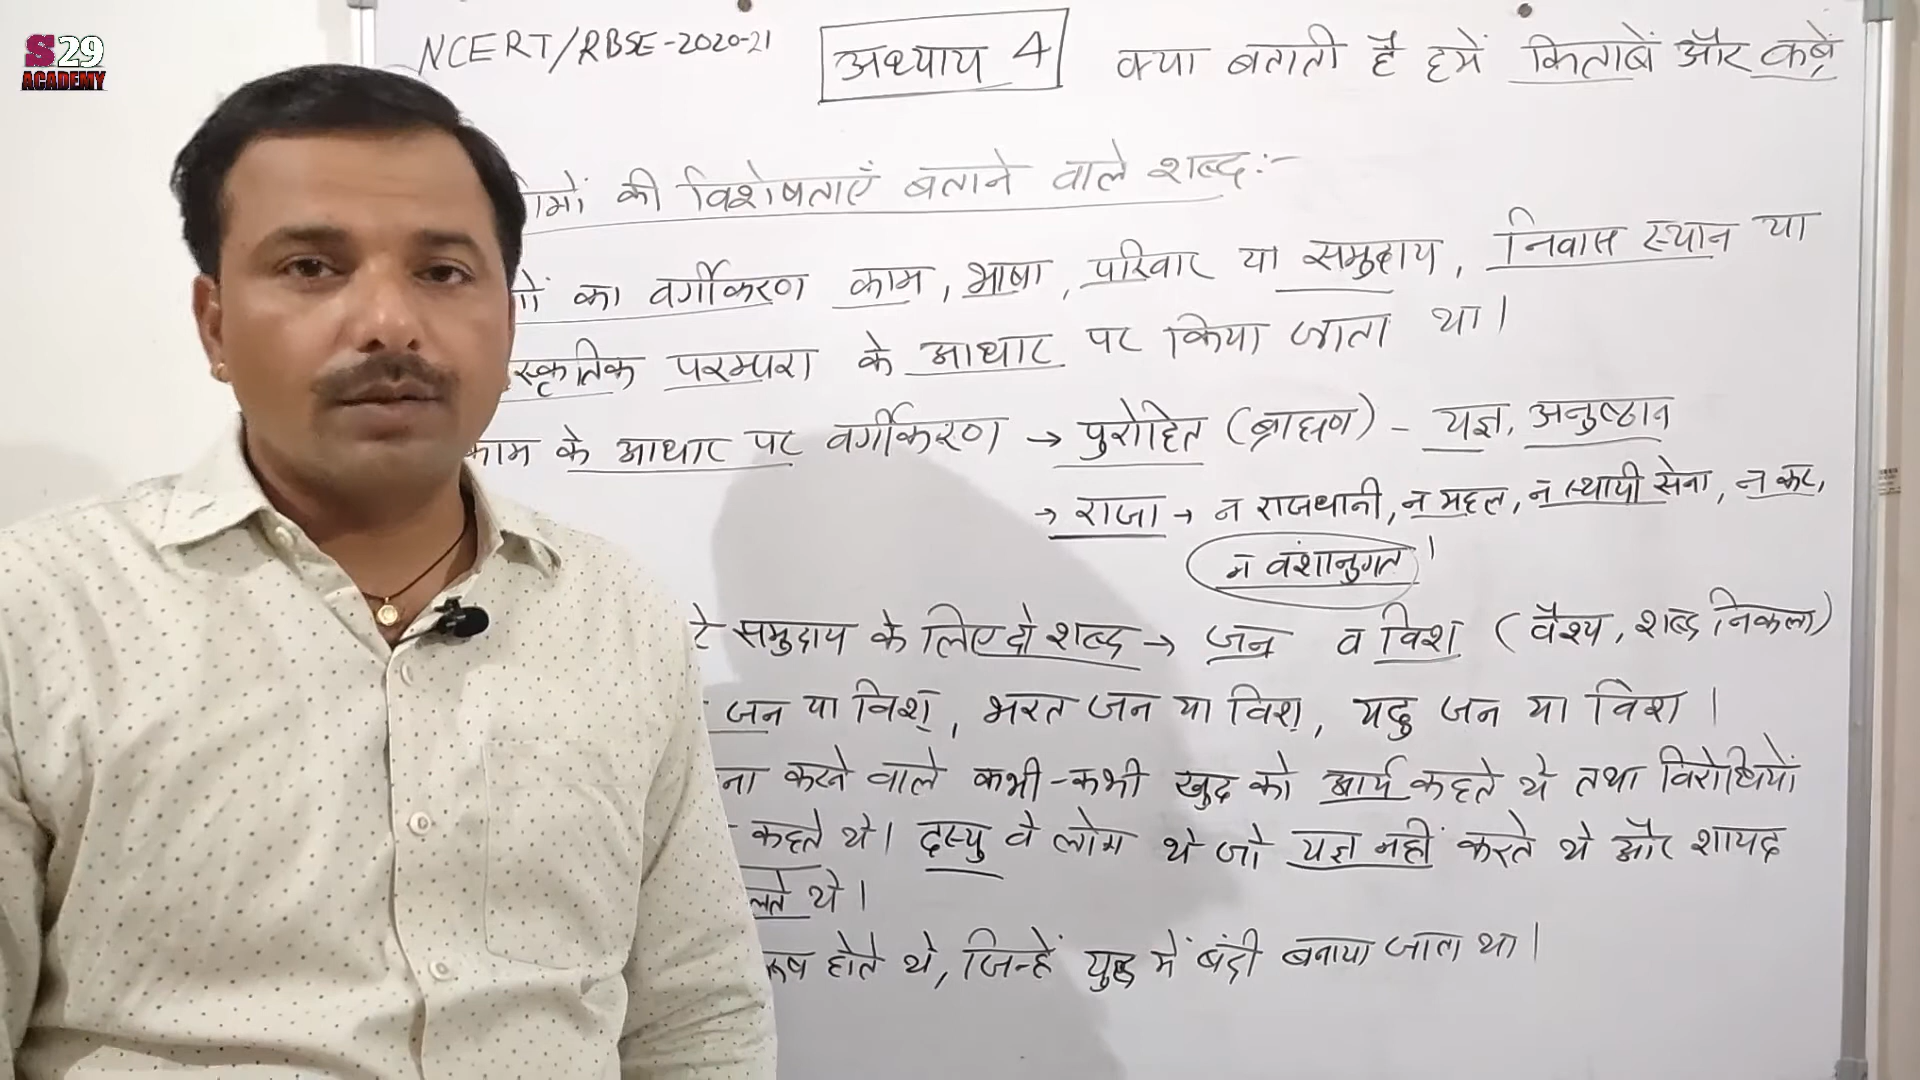 S29
ACADEMY
NCERT/RBSE-2020-21
अध्याय 4 क्या बताती है हमें किताबें और कब्रें
की विशेषताएँ बताने वाले शब्द:-
का वर्गीकरण काम, भाषा, परिवार या समुदाय, निवास स्थान या
स्कृतिक परम्परा के आधार पर किया जाता था।
काम के आधार पर वर्गीकरण → पुरोहित (ब्राह्मण) - यज्ञ, अनुष्ठान
→ राजा → न राजधानी, न महल, न स्थायी सेना, न कर,
न वंशानुगत।
समुदाय के लिए दो शब्द → जन व विश (वैश्य, शब्द निकला)
जन या विश्, भरत जन या विश्, यदु जन या विश।
ना करने वाले कभी-कभी खुद को आर्य कहते थे तथा विरोधियों
कहते थे। दस्यु वे लोग थे जो यज्ञ नहीं करते थे और शायद
लते थे।
रूष होते थे, जिन्हें युद्ध में बंदी बनाया जाता था।